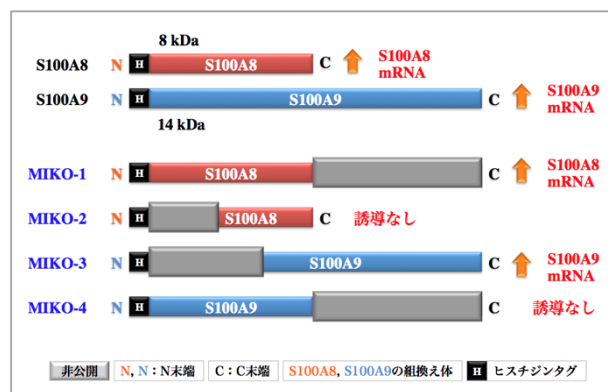 8 kDa
S100A8 N H S100A8 C S100A8
mRNA
S100A9 N H S100A9 C S100A9
mRNA
14 kDa
MIKO-1 N H S100A8 C S100A8
mRNA
MIKO-2 N H S100A8 C 誘導なし
MIKO-3 N H S100A9 C S100A9
mRNA
MIKO-4 N H S100A9 C 誘導なし
非公開 N, N：N末端 C：C末端 S100A8, S100A9の組換え体 H ヒスチジンタグ